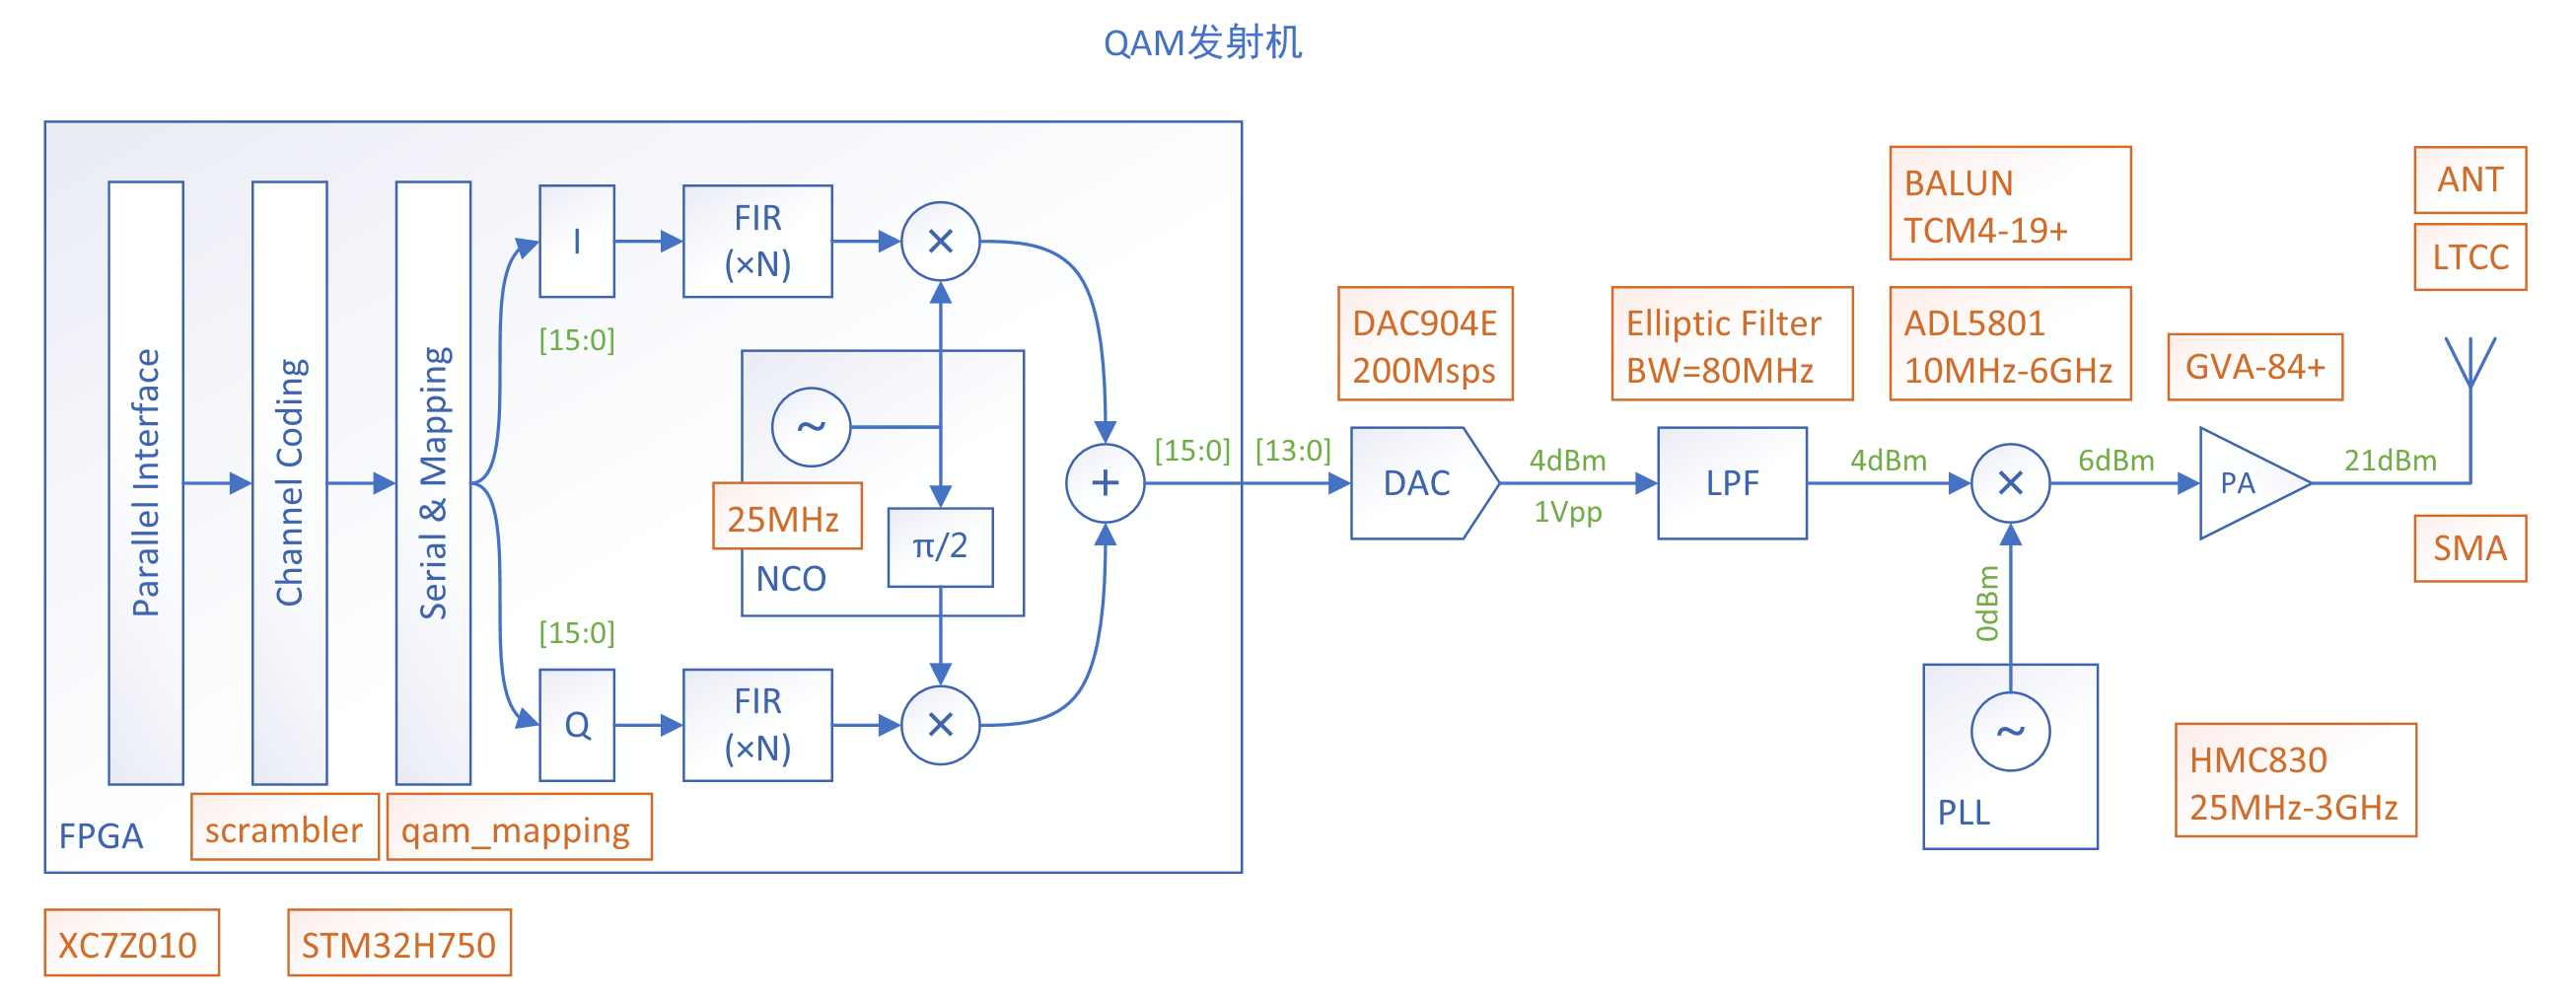 QAM发射机
Parallel Interface
Channel Coding
Serial & Mapping
I
[15:0]
FIR
(×N)
×
~
25MHz
NCO
π/2
[15:0]
Q
FIR
(×N)
×
+
[15:0]
FPGA
scrambler
qam_mapping
XC7Z010
STM32H750
[13:0]
DAC904E
200Msps
DAC
4dBm
1Vpp
Elliptic Filter
BW=80MHz
LPF
4dBm
BALUN
TCM4-19+
ADL5801
10MHz-6GHz
×
0dBm
~
PLL
HMC830
25MHz-3GHz
6dBm
GVA-84+
PA
21dBm
ANT
LTCC
SMA